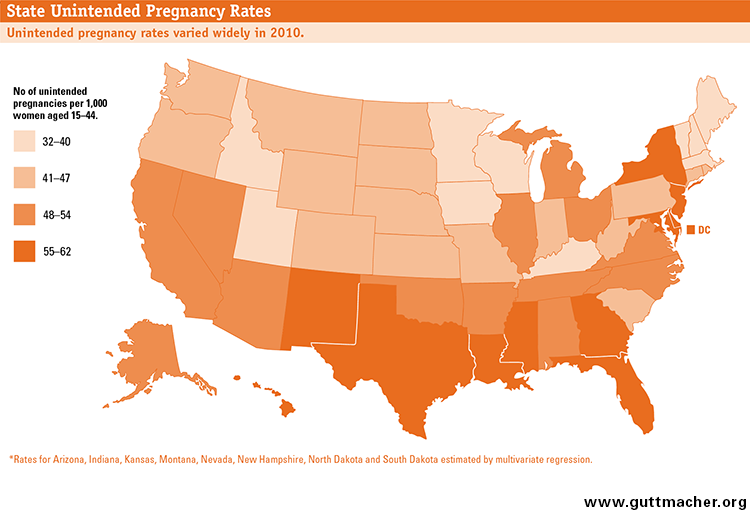 State Unintended Pregnancy Rates
Unintended pregnancy rates varied widely in 2010.
No of unintended
pregnancies per 1,000
women aged 15–44.
32–40
41–47
48–54
55–62
DC
*Rates for Arizona, Indiana, Kansas, Montana, Nevada, New Hampshire, North Dakota and South Dakota estimated by multivariate regression.
www.guttmacher.org